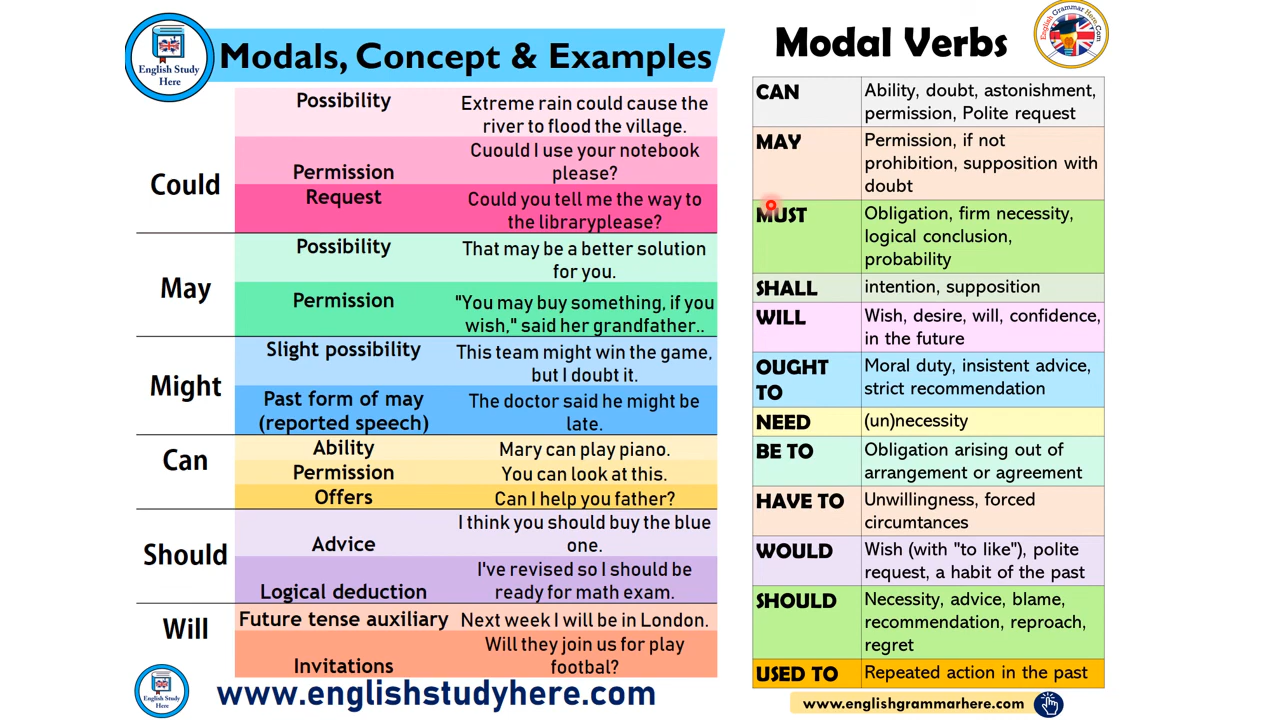 English Study
Here
Modals, Concept & Examples
Could
Possibility
Extreme rain could cause the
river to flood the village.
Permission
Cuould I use your notebook
please?
Request
Could you tell me the way to
the libraryplease?
May
Possibility
That may be a better solution
for you.
Permission
"You may buy something, if you
wish," said her grandfather..
Might
Slight possibility
This team might win the game,
but I doubt it.
Past form of may
(reported speech)
The doctor said he might be
late.
Can
Ability
Mary can play piano.
Permission
You can look at this.
Offers
Can I help you father?
Should
Advice
I think you should buy the blue
one.
Logical deduction
I've revised so I should be
ready for math exam.
Will
Future tense auxiliary
Next week I will be in London.
Invitations
Will they join us for play
footbal?
English Study
Here
www.englishstudyhere.com
Modal Verbs
English Grammar Here.Com
CAN
Ability, doubt, astonishment,
permission, Polite request
MAY
Permission, if not
prohibition, supposition with
doubt
MUST
Obligation, firm necessity,
logical conclusion,
probability
SHALL
intention, supposition
WILL
Wish, desire, will, confidence,
in the future
OUGHT
TO
Moral duty, insistent advice,
strict recommendation
NEED
(un)necessity
BE TO
Obligation arising out of
arrangement or agreement
HAVE TO
Unwillingness, forced
circumtances
WOULD
Wish (with "to like"), polite
request, a habit of the past
SHOULD
Necessity, advice, blame,
recommendation, reproach,
regret
USED TO
Repeated action in the past
www.englishgrammarhere.com